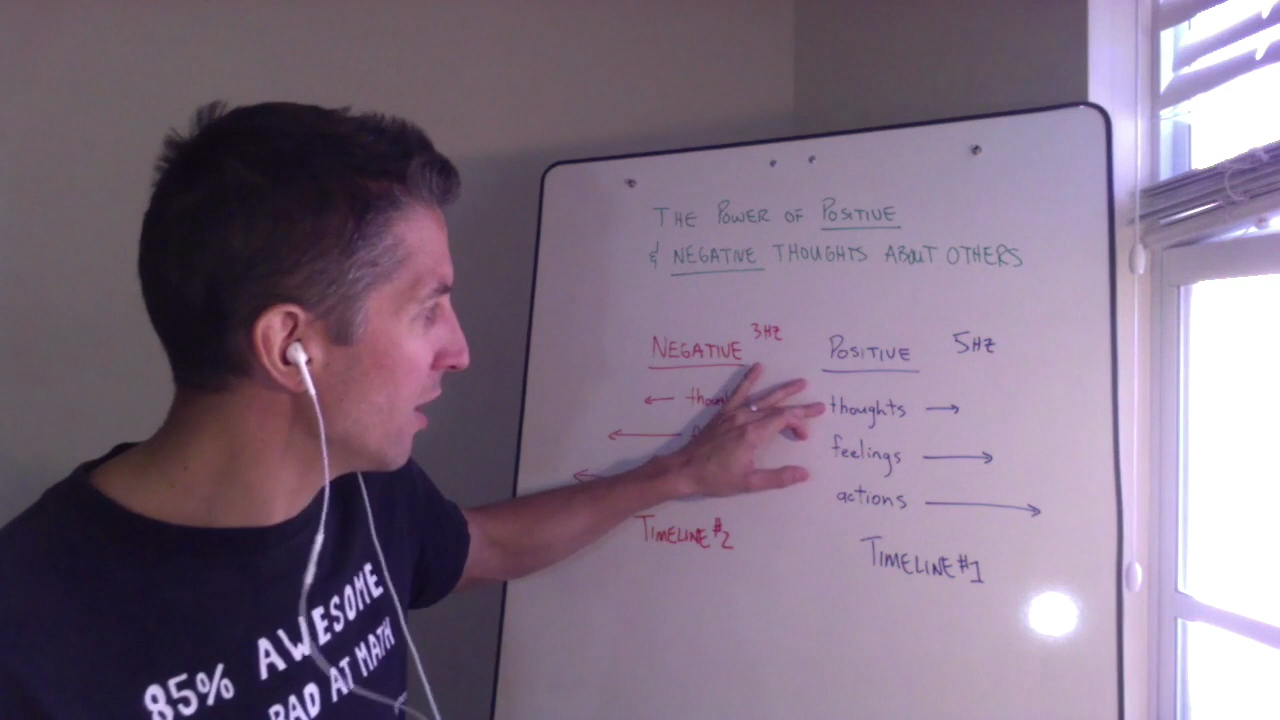 THE POWER OF POSITIVE
& NEGATIVE THOUGHTS ABOUT OTHERS
NEGATIVE 3HZ
TIMELINE #2
POSITIVE 5HZ
thoughts →
feelings →
actions →
TIMELINE #1
85% AWESOME
BAD AT MATH